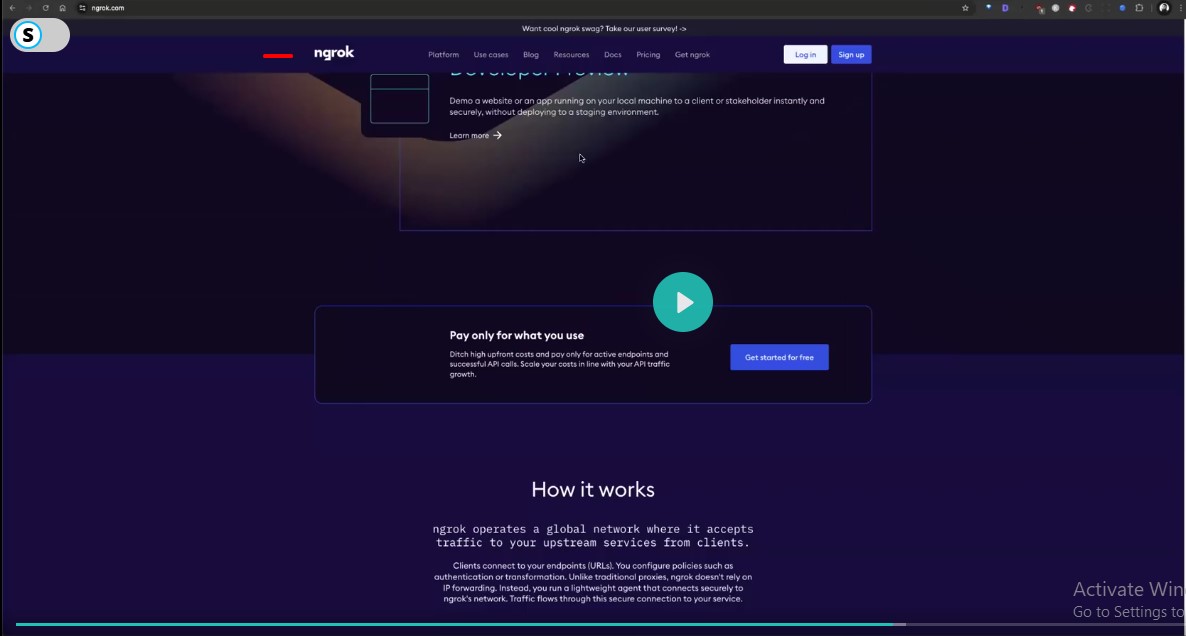 ngrok.com
Want cool ngrok swag? Take our user survey! ->
S
ngrok
Platform Use cases Blog Resources Docs Pricing Get ngrok
Log in Sign up
Developer Preview
Demo a website or an app running on your local machine to a client or stakeholder instantly and
securely, without deploying to a staging environment.
Learn more →
Pay only for what you use
Ditch high upfront costs and pay only for active endpoints and
successful API calls. Scale your costs in line with your API traffic
growth.
Get started for free
How it works
ngrok operates a global network where it accepts
traffic to your upstream services from clients.
Clients connect to your endpoints (URLs). You configure policies such as
authentication or transformation. Unlike traditional proxies, ngrok doesn't rely on
IP forwarding. Instead, you run a lightweight agent that connects securely to
ngrok's network. Traffic flows through this secure connection to your service.
Activate Win
Go to Settings to